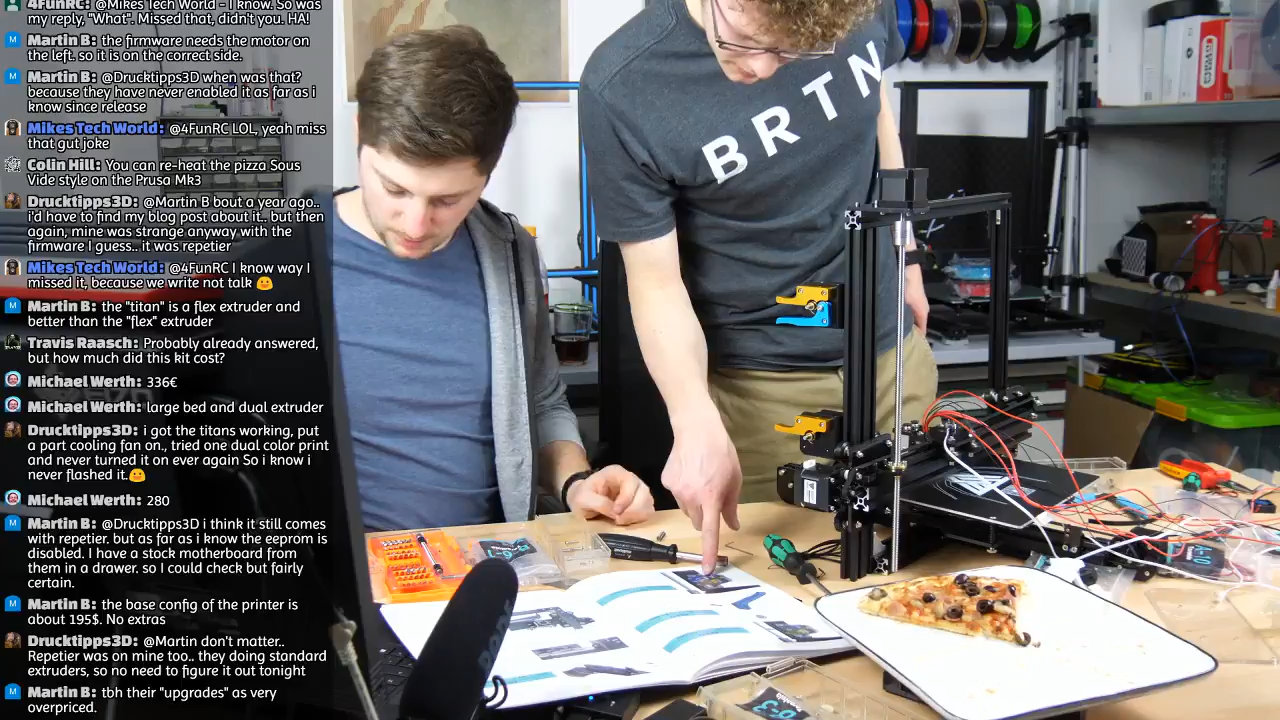 4FunRC: @Mikes Tech World - I know. So was
my reply, "What". Missed that, didn't you. HA!
Martin B: the firmware needs the motor on
the left. so it is on the correct side.
Martin B: @Drucktipps3D when was that?
because they have never enabled it as far as i
know since release
Mikes Tech World: @4FunRC LOL, yeah miss
that gut joke
Colin Hill: You can re-heat the pizza Sous
Vide style on the Prusa Mk3
Drucktipps3D: @Martin B bout a year ago..
i'd have to find my blog post about it.. but then
again, mine was strange anyway with the
firmware I guess.. it was repetier
Mikes Tech World: @4FunRC I know way I
missed it, because we write not talk
Martin B: the "titan" is a flex extruder and
better than the "flex" extruder
Travis Raasch: Probably already answered,
but how much did this kit cost?
Michael Werth: 336€
Michael Werth: large bed and dual extruder
Drucktipps3D: i got the titans working, put
a part cooling fan on., tried one dual color print
and never turned it on ever again So i know i
never flashed it.
Michael Werth: 280
Martin B: @Drucktipps3D i think it still comes
with repetier. but as far as i know the eeprom is
disabled. I have a stock motherboard from
them in a drawer. so I could check but fairly
certain.
Martin B: the base config of the printer is
about 195$. No extras
Drucktipps3D: @Martin don't matter..
Repetier was on mine too.. they doing standard
extruders, so no need to figure it out tonight
Martin B: tbh their "upgrades" as very
overpriced.
BRTN